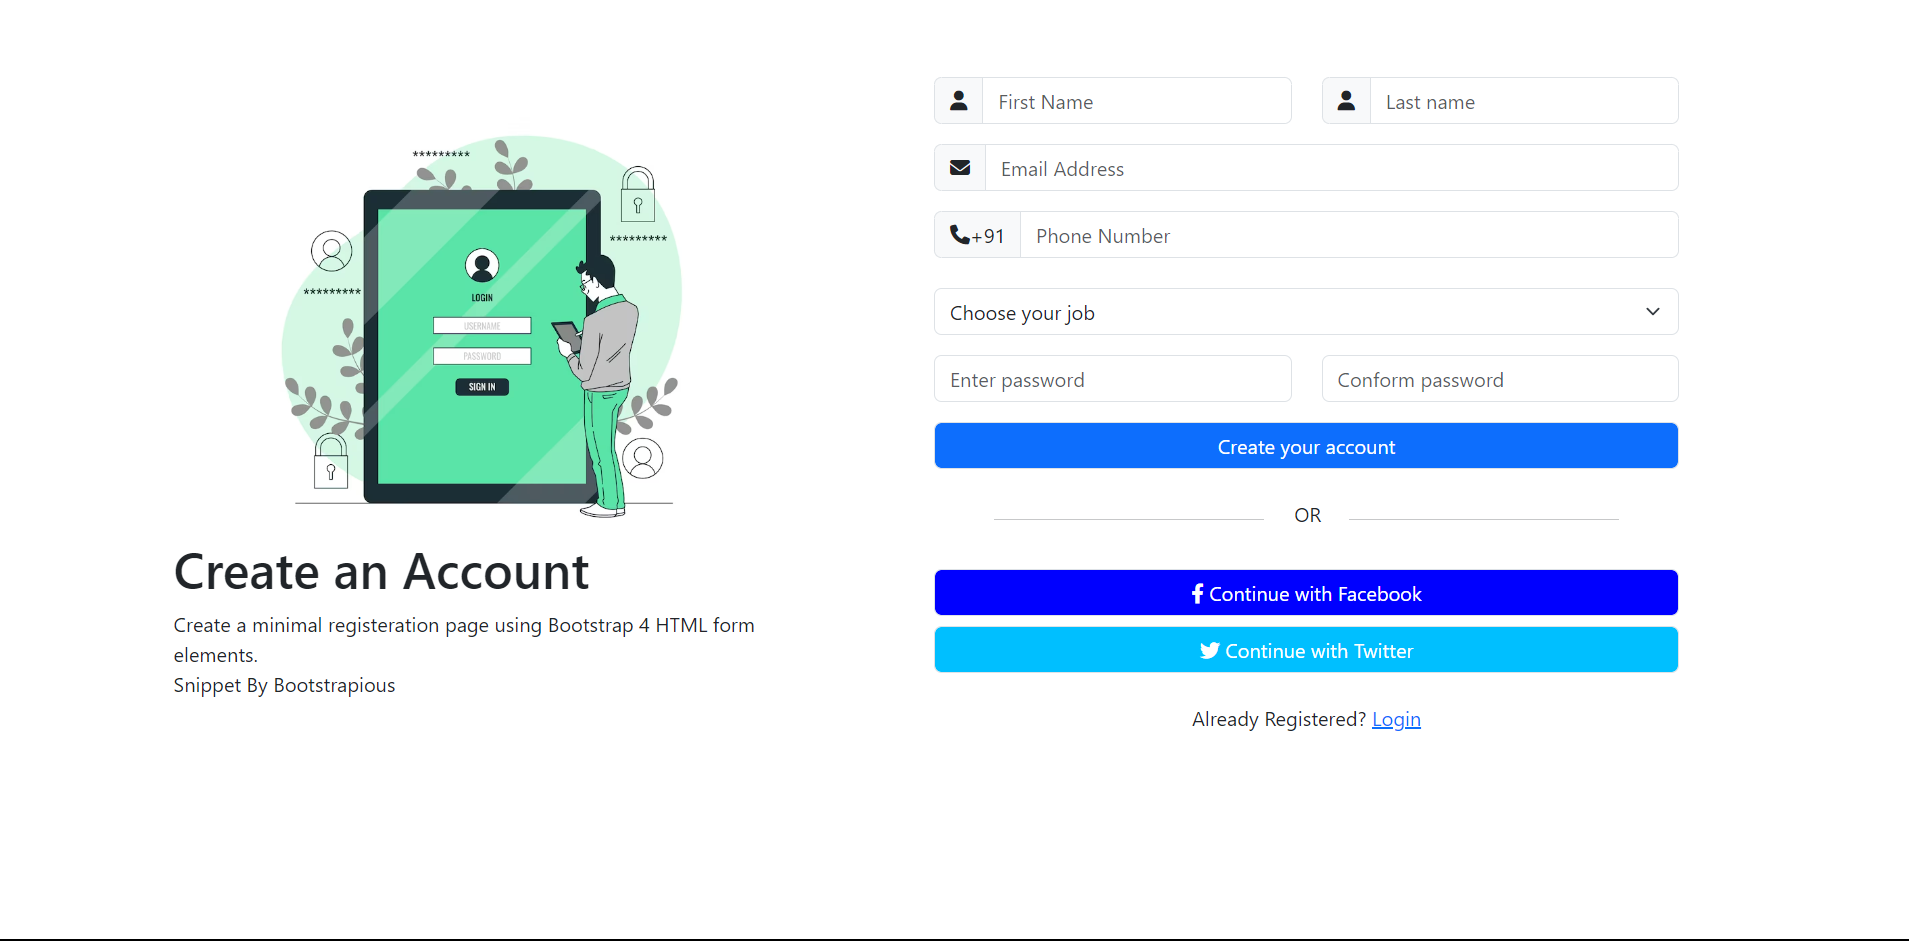 *********
*********
*********
LOGIN
USERNAME
PASSWORD
SIGN IN
Create an Account
Create a minimal registeration page using Bootstrap 4 HTML form
elements.
Snippet By Bootstrapious
First Name
Last name
Email Address
+91 Phone Number
Choose your job
Enter password
Conform password
Create your account
OR
Continue with Facebook
Continue with Twitter
Already Registered? Login